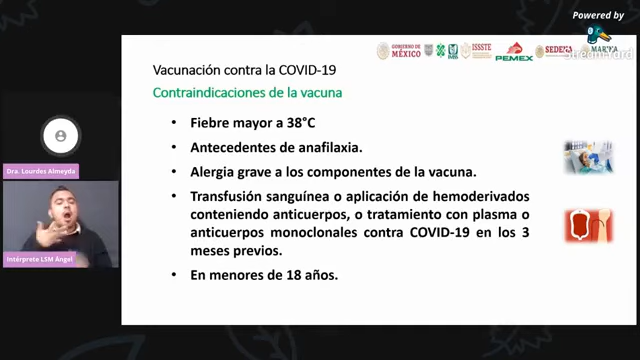 Powered by
GOBIERNO DE
MÉXICO
IMSS
ISSSTE
PEMEX
SEDENA
MARINA
Vacunación contra la COVID-19
Contraindicaciones de la vacuna
• Fiebre mayor a 38°C
• Antecedentes de anafilaxia.
• Alergia grave a los componentes de la vacuna.
• Transfusión sanguínea o aplicación de hemoderivados
conteniendo anticuerpos, o tratamiento con plasma o
anticuerpos monoclonales contra COVID-19 en los 3
meses previos.
• En menores de 18 años.
Dra. Lourdes Almeyda
Intérprete LSM Ángel